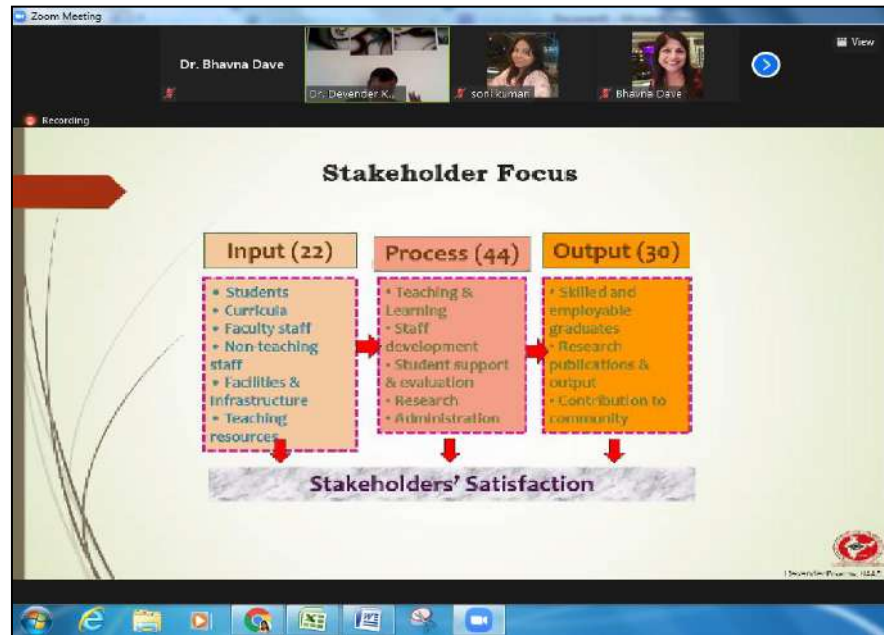 Zoom Meeting
View
Dr. Bhavna Dave
Dr. Devender K...
soni kumari
Bhavna Dave
Recording
Stakeholder Focus
Input (22)
Process (44)
Output (30)
• Students
• Curricula
• Faculty staff
• Non-teaching
staff
• Facilities &
Infrastructure
• Teaching
resources
• Teaching &
Learning
• Staff
development
• Student support
& evaluation
• Research
• Administration
• Skilled and
employable
graduates
• Research
publications &
output
• Contribution to
community
Stakeholders' Satisfaction